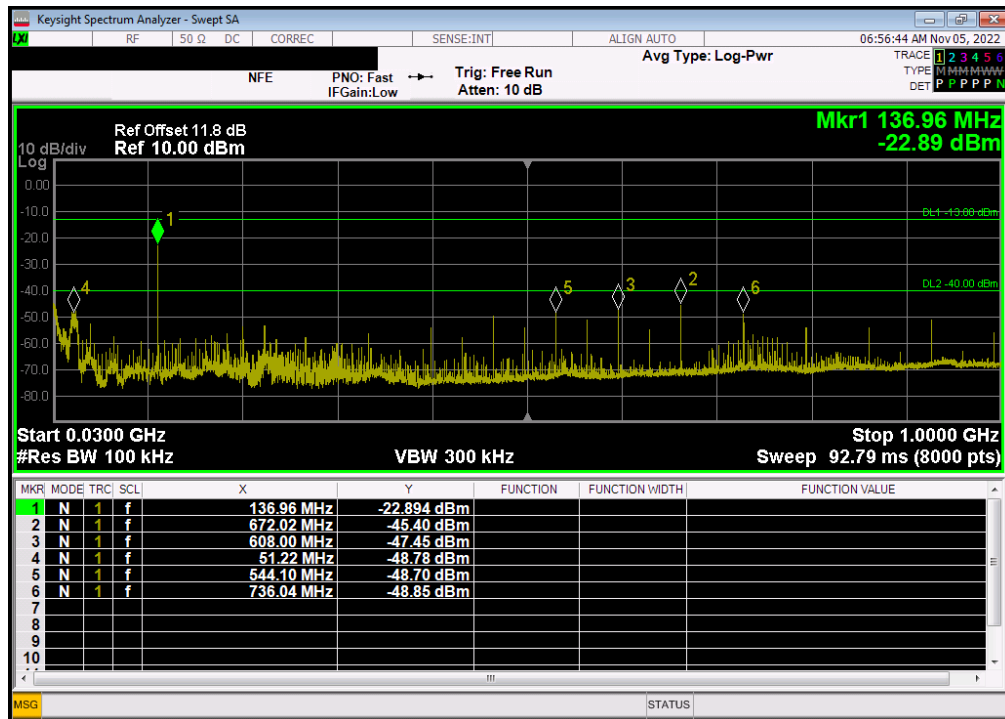 Keysight Spectrum Analyzer - Swept SA
LXI RF 50 Ω DC CORREC SENSE:INT ALIGN AUTO 06:56:44 AM Nov 05, 2022
Avg Type: Log-Pwr TRACE 1 2 3 4 5 6
NFE PNO: Fast Trig: Free Run TYPE M M M M W W
IFGain:Low Atten: 10 dB DET P P P P P N
Mkr1 136.96 MHz
Ref Offset 11.8 dB
10 dB/div Ref 10.00 dBm -22.89 dBm
Log
0.00
-10.0 1 DL1 -13.00 dBm
-20.0
-30.0
-40.0 4 5 3 2 6 DL2 -40.00 dBm
-50.0
-60.0
-70.0
-80.0
Start 0.0300 GHz Stop 1.0000 GHz
#Res BW 100 kHz VBW 300 kHz Sweep 92.79 ms (8000 pts)
MKR MODE TRC SCL X Y FUNCTION FUNCTION WIDTH FUNCTION VALUE
1 N 1 f 136.96 MHz -22.894 dBm
2 N 1 f 672.02 MHz -45.40 dBm
3 N 1 f 608.00 MHz -47.45 dBm
4 N 1 f 51.22 MHz -48.78 dBm
5 N 1 f 544.10 MHz -48.70 dBm
6 N 1 f 736.04 MHz -48.85 dBm
7
8
9
10
MSG STATUS